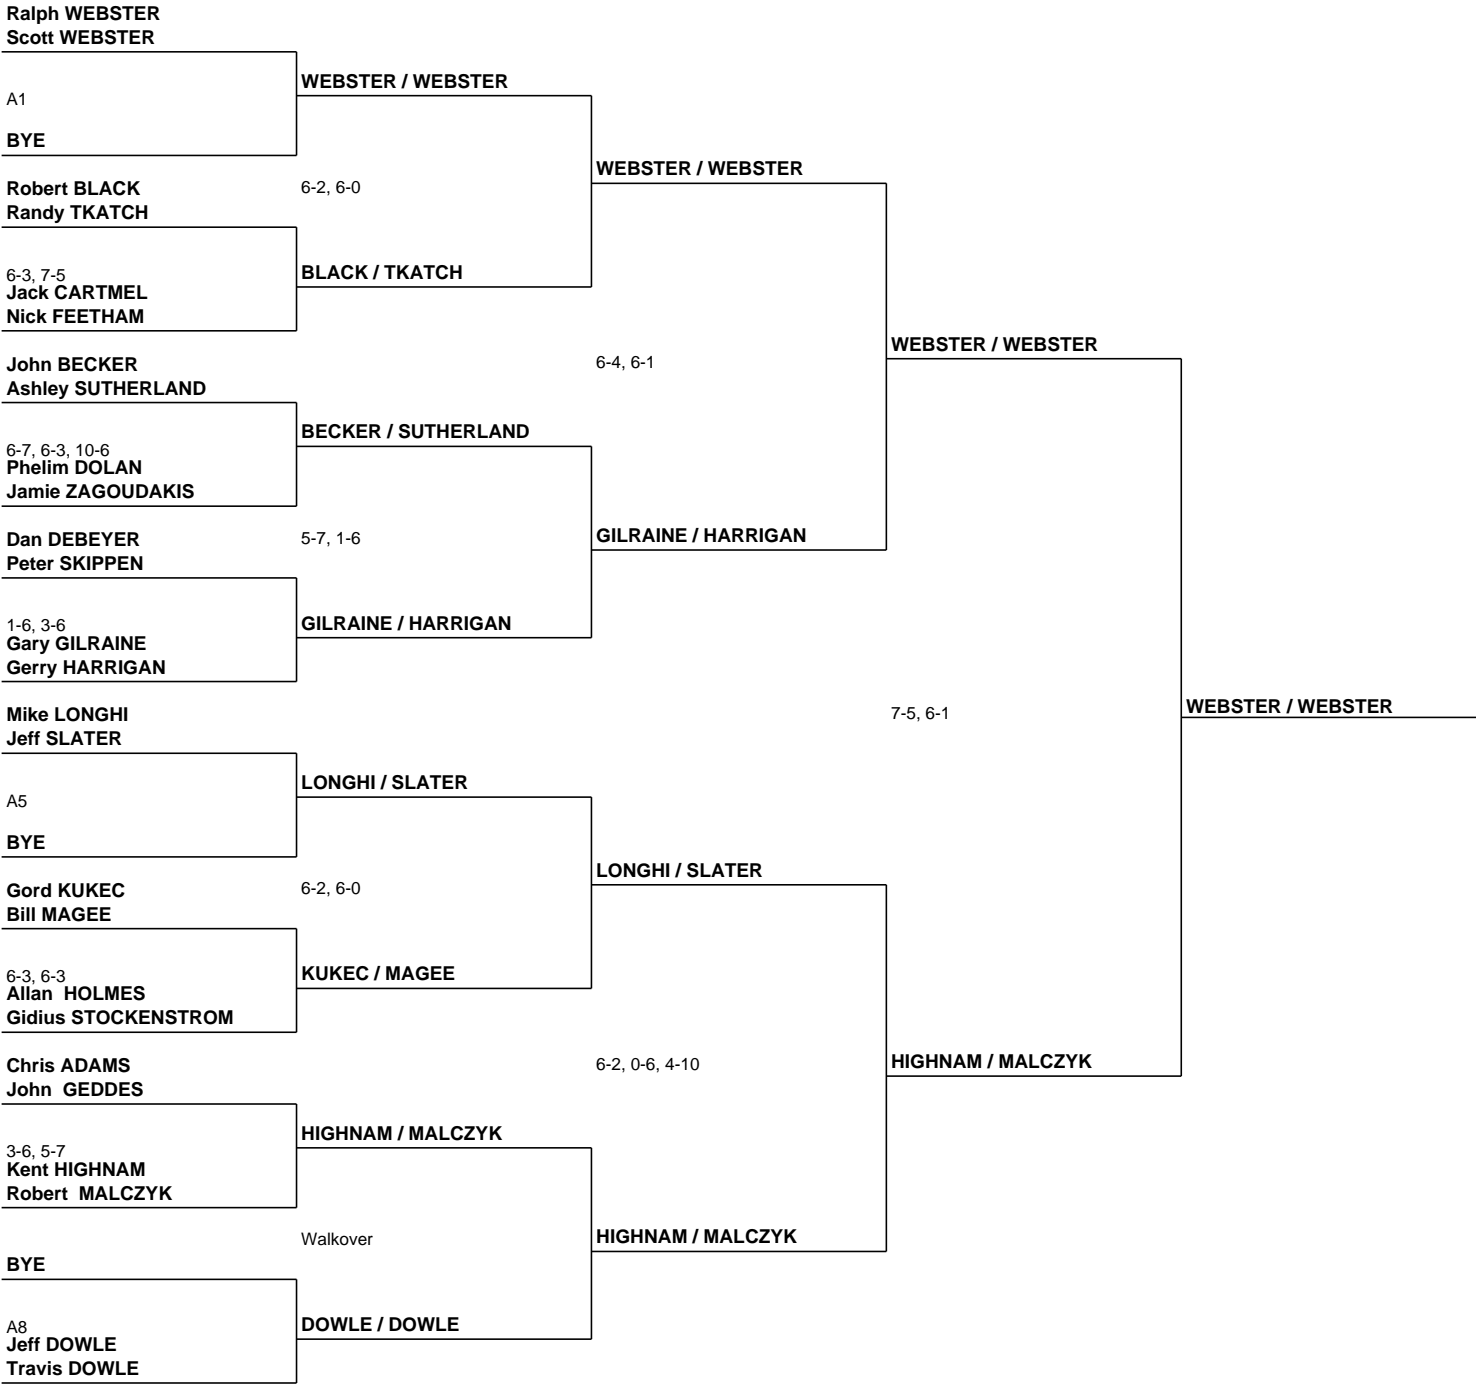 Ralph WEBSTER
Scott WEBSTER
A1
BYE
Robert BLACK
Randy TKATCH
6-3, 7-5
Jack CARTMEL
Nick FEETHAM
John BECKER
Ashley SUTHERLAND
6-7, 6-3, 10-6
Phelim DOLAN
Jamie ZAGOUDAKIS
Dan DEBEYER
Peter SKIPPEN
1-6, 3-6
Gary GILRAINE
Gerry HARRIGAN
Mike LONGHI
Jeff SLATER
A5
BYE
Gord KUKEC
Bill MAGEE
6-3, 6-3
Allan  HOLMES
Gidius STOCKENSTROM
Chris ADAMS
John  GEDDES
3-6, 5-7
Kent HIGHNAM
Robert  MALCZYK
BYE
A8
Jeff DOWLE
Travis DOWLE
WEBSTER / WEBSTER
6-2, 6-0
BLACK / TKATCH
BECKER / SUTHERLAND
5-7, 1-6
GILRAINE / HARRIGAN
LONGHI / SLATER
6-2, 6-0
KUKEC / MAGEE
HIGHNAM / MALCZYK
Walkover
DOWLE / DOWLE
WEBSTER / WEBSTER
6-4, 6-1
GILRAINE / HARRIGAN
LONGHI / SLATER
6-2, 0-6, 4-10
HIGHNAM / MALCZYK
WEBSTER / WEBSTER
7-5, 6-1
HIGHNAM / MALCZYK
WEBSTER / WEBSTER